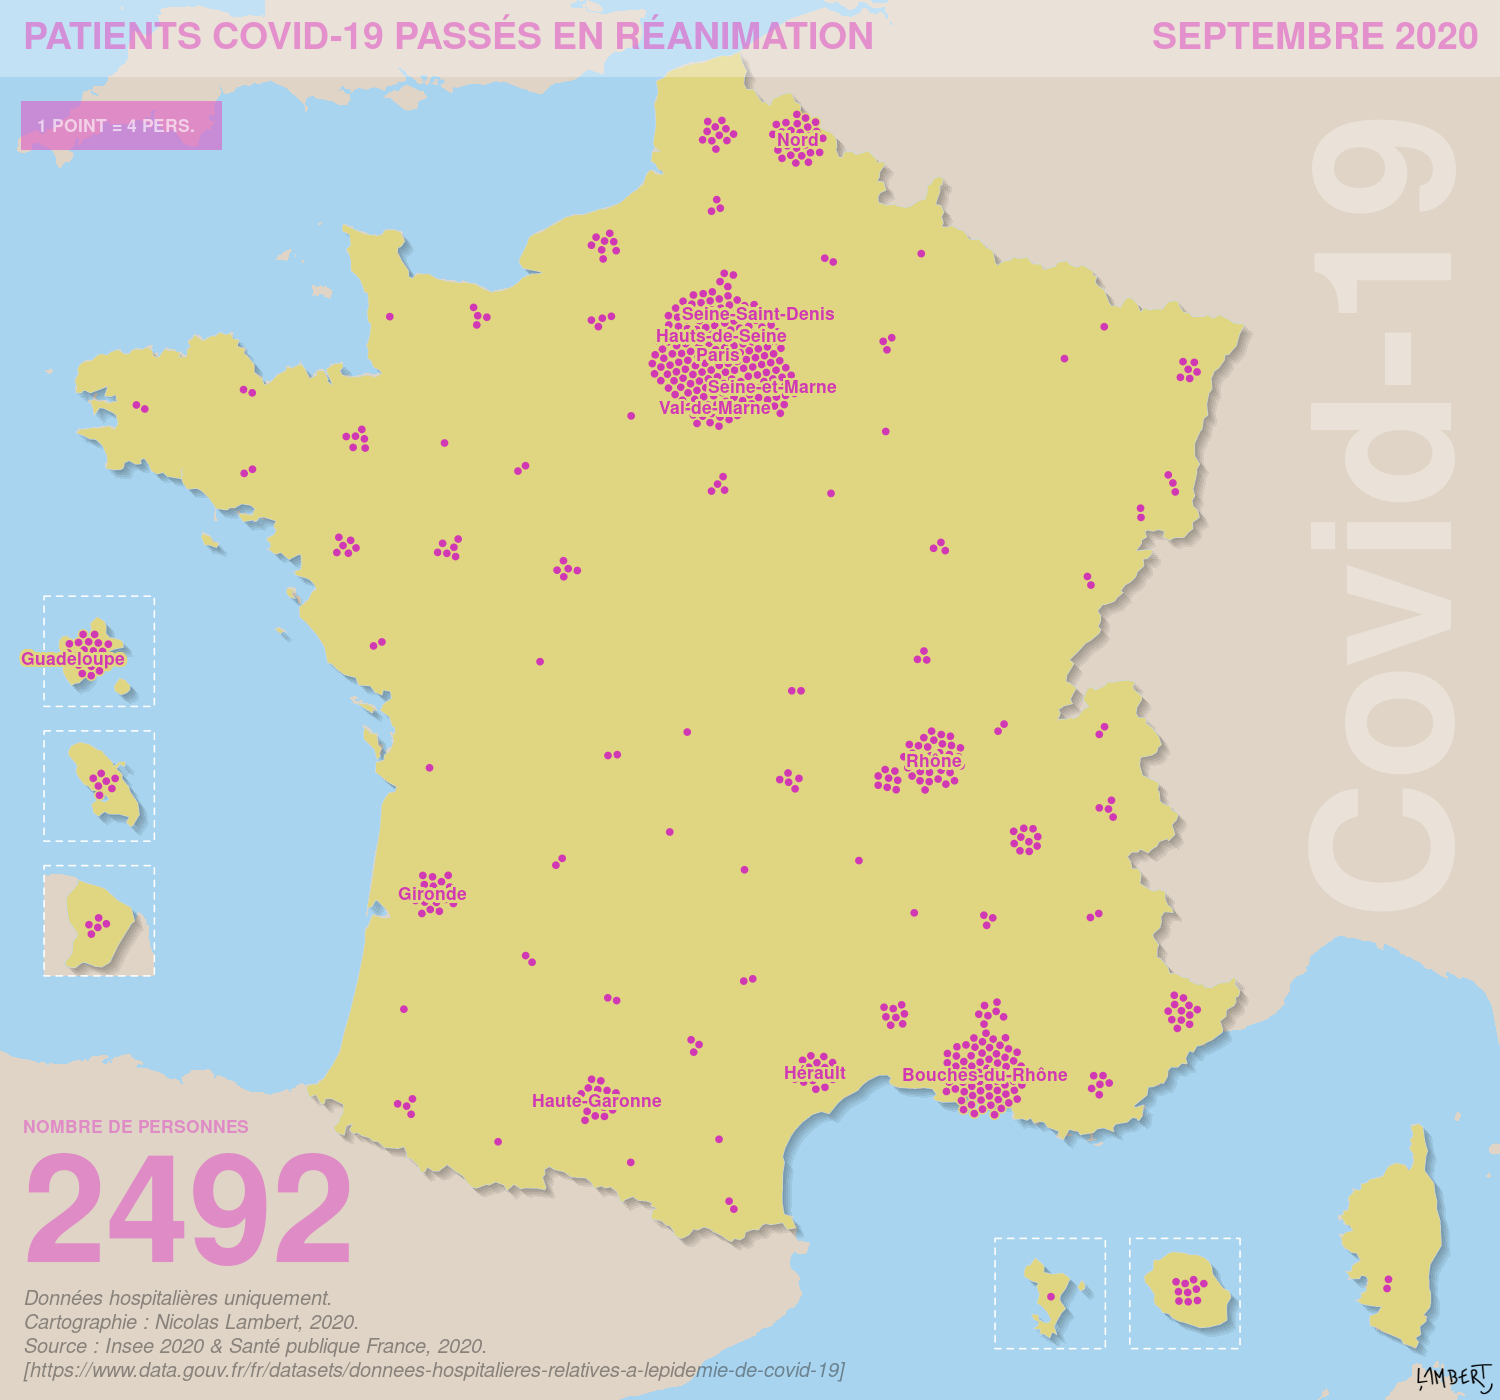 PATIENTS COVID-19 PASSÉS EN RÉANIMATION
SEPTEMBRE 2020
1 POINT = 4 PERS.
Covid-19
Nord
Seine-Saint-Denis
Hauts-de-Seine
Paris
Seine-et-Marne
Val-de-Marne
Guadeloupe
Rhône
Gironde
Hérault
Bouches-du-Rhône
Haute-Garonne
NOMBRE DE PERSONNES
2492
Données hospitalières uniquement.
Cartographie : Nicolas Lambert, 2020.
Source : Insee 2020 & Santé publique France, 2020.
[https://www.data.gouv.fr/fr/datasets/donnees-hospitalieres-relatives-a-lepidemie-de-covid-19]
LAMBERT